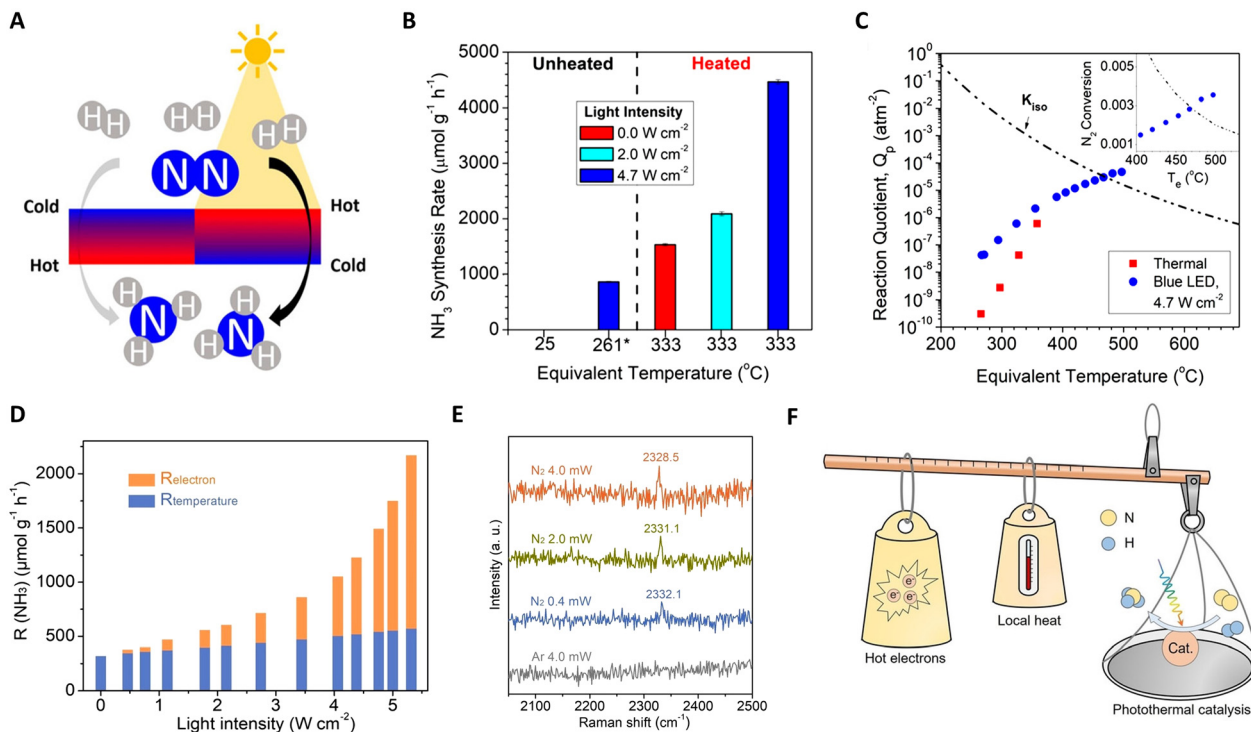 A
H H
H H
H H
N N
Cold
Hot
Hot
Cold
H
H
H
N
N
H
H
H
B
NH3 Synthesis Rate (μmol g-1 h-1)
5000
4000
3000
2000
1000
0
Unheated
Heated
Light Intensity
0.0 W cm-2
2.0 W cm-2
4.7 W cm-2
25
261*
333
333
333
Equivalent Temperature (oC)
C
Reaction Quotient, Qp (atm-2)
100
10-1
10-2
10-3
10-4
10-5
10-6
10-7
10-8
10-9
10-10
Kiso
N2 Conversion
0.005
0.003
0.001
400
500
Te (oC)
Thermal
Blue LED,
4.7 W cm-2
200
300
400
500
600
Equivalent Temperature (oC)
D
R (NH3) (μmol g-1 h-1)
2000
1500
1000
500
0
Relectron
Rtemperature
0
1
2
3
4
5
Light intensity (W cm-2)
E
Intensity (a. u.)
N2 4.0 mW
2328.5
N2 2.0 mW
2331.1
N2 0.4 mW
2332.1
Ar 4.0 mW
2100
2200
2300
2400
2500
Raman shift (cm-1)
F
N
H
e-
e-
e-
Hot electrons
Local heat
Cat.
Photothermal catalysis